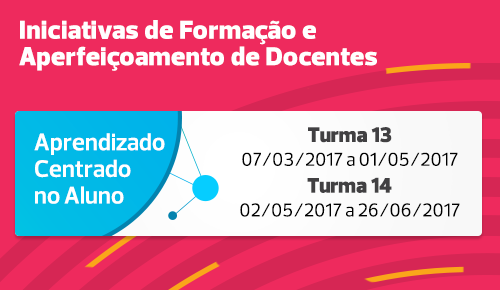 Iniciativas de Formação e
Aperfeiçoamento de Docentes
Aprendizado
Centrado
no Aluno
Turma 13
07/03/2017 a 01/05/2017
Turma 14
02/05/2017 a 26/06/2017